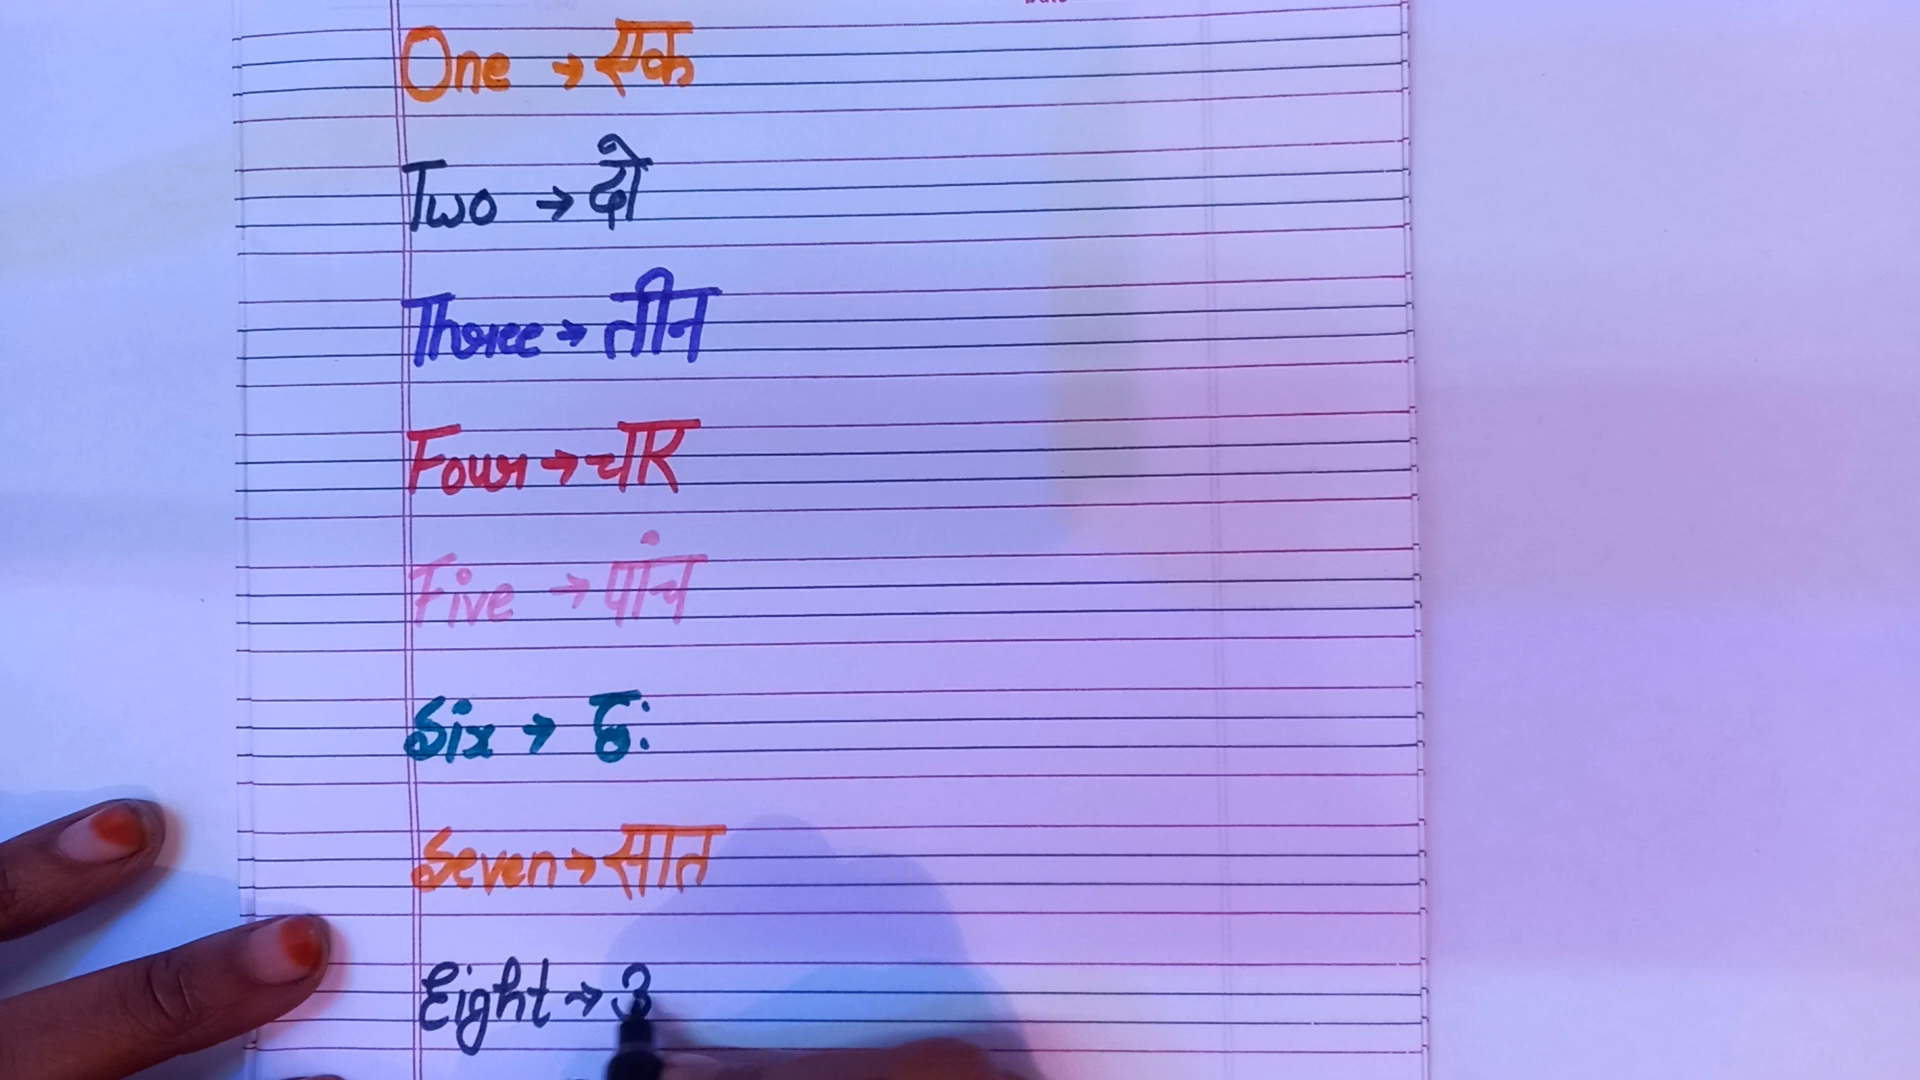 One → एक
Two → दो
Three → तीन
Four → चार
Five → पांच
Six → छ:
Seven → सात
Eight →